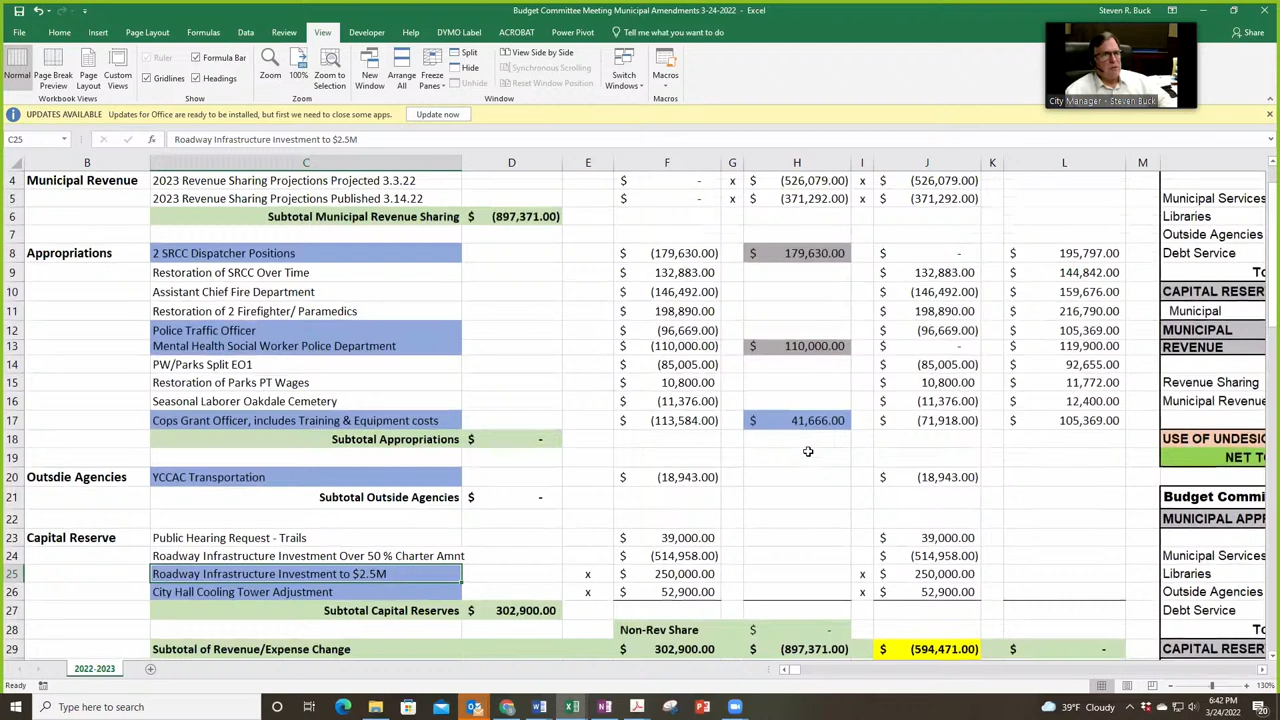 Budget Committee Meeting Municipal Amendments 3-24-2022 - Excel Steven R. Buck
File Home Insert Page Layout Formulas Data Review View Developer Help DYMO Label ACROBAT Power Pivot Tell me what you want to do Share
Normal Page Break Preview Page Layout Custom Views Workbook Views
Ruler Formula Bar Gridlines Headings Show
Zoom 100% Zoom to Selection Zoom
New Window Arrange All Freeze Panes Split Hide Unhide View Side by Side Synchronous Scrolling Reset Window Position Switch Windows Window
Macros Macros
City Manager - Steven Buck
UPDATES AVAILABLE Updates for Office are ready to be installed, but first we need to close some apps. Update now
C25 fx Roadway Infrastructure Investment to $2.5M
B C D E F G H I J K L M
4 Municipal Revenue 2023 Revenue Sharing Projections Projected 3.3.22 $ - x $ (526,079.00) x $ (526,079.00)
5 2023 Revenue Sharing Projections Published 3.14.22 $ - x $ (371,292.00) x $ (371,292.00) Municipal Services
6 Subtotal Municipal Revenue Sharing $ (897,371.00) Libraries
7 Outside Agencies
8 Appropriations 2 SRCC Dispatcher Positions $ (179,630.00) $ 179,630.00 $ - $ 195,797.00 Debt Service
9 Restoration of SRCC Over Time $ 132,883.00 $ 132,883.00 $ 144,842.00 To
10 Assistant Chief Fire Department $ (146,492.00) $ (146,492.00) $ 159,676.00 CAPITAL RESER
11 Restoration of 2 Firefighter/ Paramedics $ 198,890.00 $ 198,890.00 $ 216,790.00 Municipal
12 Police Traffic Officer $ (96,669.00) $ (96,669.00) $ 105,369.00 MUNICIPAL
13 Mental Health Social Worker Police Department $ (110,000.00) $ 110,000.00 $ - $ 119,900.00 REVENUE
14 PW/Parks Split EO1 $ (85,005.00) $ (85,005.00) $ 92,655.00
15 Restoration of Parks PT Wages $ 10,800.00 $ 10,800.00 $ 11,772.00 Revenue Sharing
16 Seasonal Laborer Oakdale Cemetery $ (11,376.00) $ (11,376.00) $ 12,400.00 Municipal Revenu
17 Cops Grant Officer, includes Training & Equipment costs $ (113,584.00) $ 41,666.00 $ (71,918.00) $ 105,369.00
18 Subtotal Appropriations $ - USE OF UNDESIG
19 NET TO
20 Outsdie Agencies YCCAC Transportation $ (18,943.00) $ (18,943.00)
21 Subtotal Outside Agencies $ - Budget Commit
22 MUNICIPAL APPR
23 Capital Reserve Public Hearing Request - Trails $ 39,000.00 $ 39,000.00
24 Roadway Infrastructure Investment Over 50 % Charter Amnt $ (514,958.00) $ (514,958.00) Municipal Services
25 Roadway Infrastructure Investment to $2.5M x $ 250,000.00 x $ 250,000.00 Libraries
26 City Hall Cooling Tower Adjustment x $ 52,900.00 x $ 52,900.00 Outside Agencies
27 Subtotal Capital Reserves $ 302,900.00 Debt Service
28 Non-Rev Share $ - To
29 Subtotal of Revenue/Expense Change $ 302,900.00 $ (897,371.00) $ (594,471.00) $ - CAPITAL RESER
2022-2023
Ready 130%
Type here to search 39°F Cloudy 6:42 PM
3/24/2022